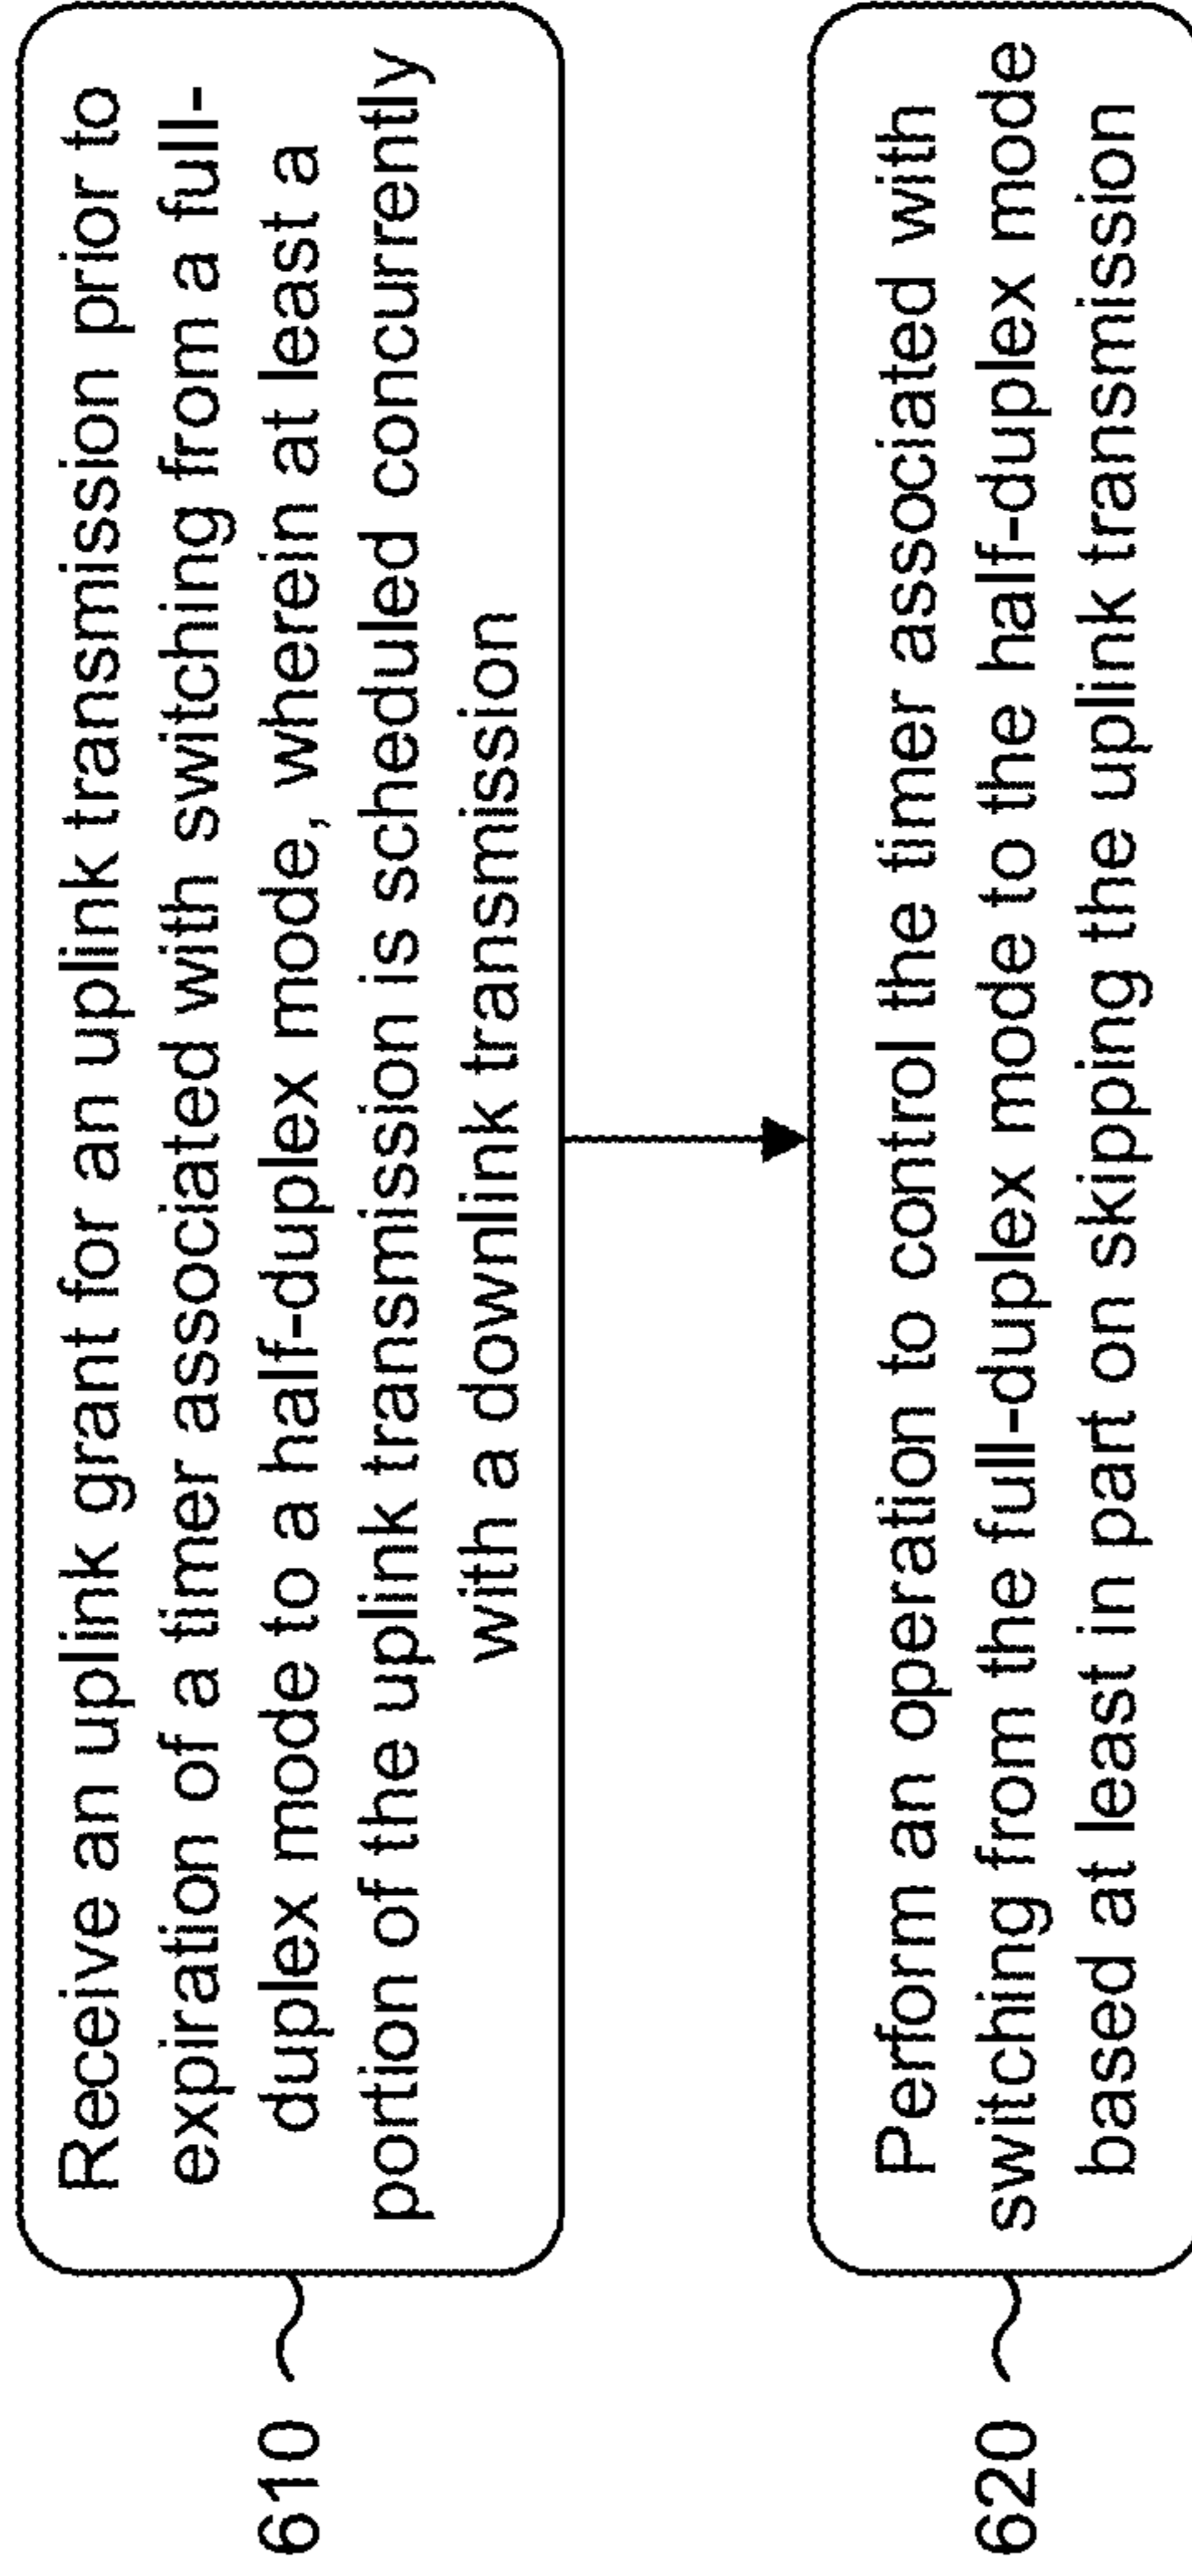 610
Receive an uplink grant for an uplink transmission prior to
expiration of a timer associated with switching from a full-
duplex mode to a half-duplex mode, wherein at least a
portion of the uplink transmission is scheduled concurrently
with a downlink transmission
620
Perform an operation to control the timer associated with
switching from the full-duplex mode to the half-duplex mode
based at least in part on skipping the uplink transmission